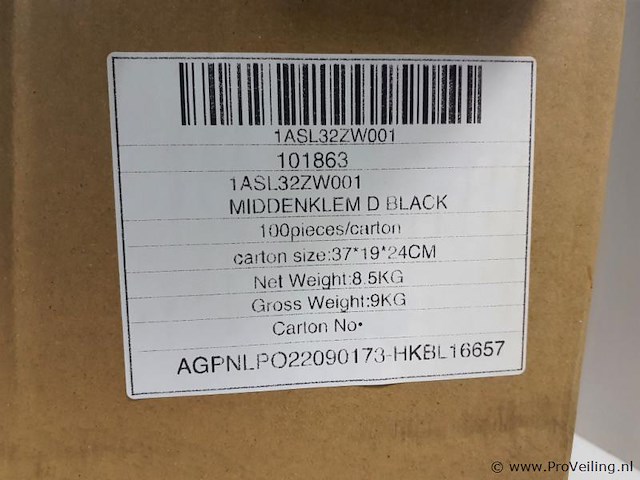 1ASL32ZW001
101863
1ASL32ZW001
MIDDENKLEM D BLACK
100pieces/carton
carton size:37*19*24CM
Net Weight:8.5KG
Gross Weight:9KG
Carton No•
AGPNLPO22090173-HKBL16657
© www.ProVeiling.nl